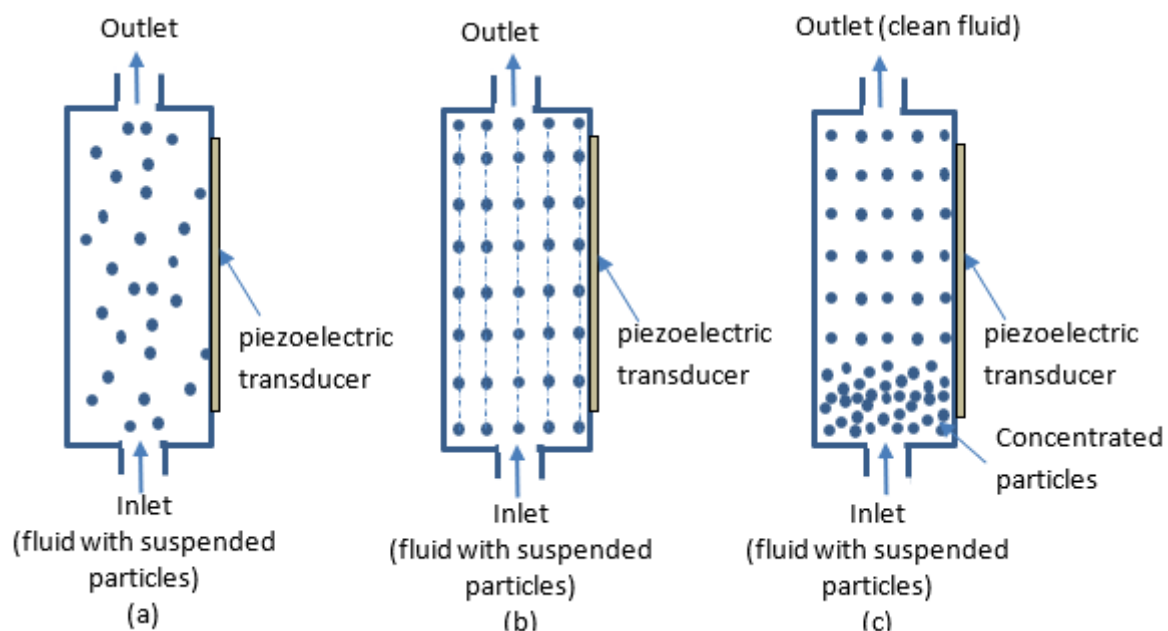 Outlet
piezoelectric
transducer
Inlet
(fluid with suspended
particles)
(a)
Outlet
piezoelectric
transducer
Inlet
(fluid with suspended
particles)
(b)
Outlet (clean fluid)
piezoelectric
transducer
Concentrated
particles
Inlet
(fluid with suspended
particles)
(c)